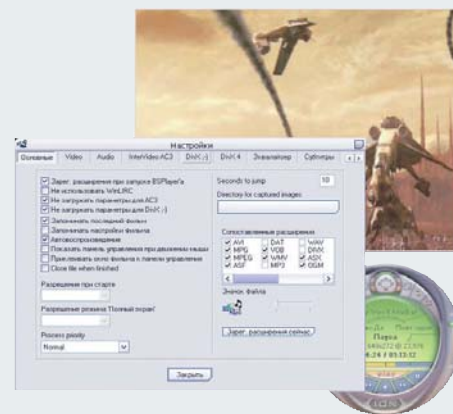 Настройки
Основные Video Audio InterVideo AC3 DivX ;-) DivX 4 Эквалайзер Субтитры
Зарег. расширения при запуске BSPlayer'a
Не использовать WinLIRC
Не загружать параметры для AC3
Не загружать параметры для DivX ;-)
Запоминать последний фильм
Запоминать настройки фильма
Автовоспроизведение
Показать панель управления при движении мыши
Приклеивать окно фильма к панели управления
Close file when finished
Разрешение при старте
Разрешение режима 'Полный экран'
Process priority
Normal
Seconds to jump 10
Directory for captured images
Сопоставленные расширения
AVI DAT WAV
MPG VOB DIVX
MPEG WMV ASX
ASF MP3 OGM
Значок файла
Зарег. расширения сейчас
Закрыть
Пауза
play